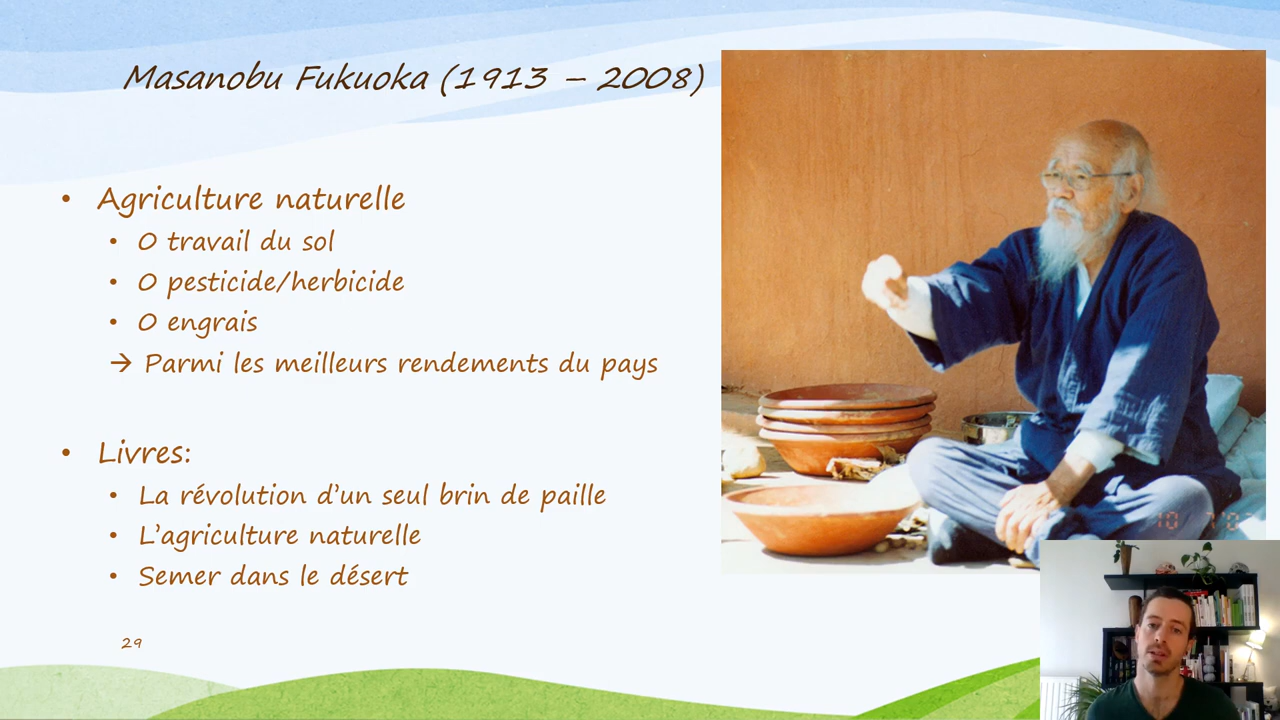 Masanobu Fukuoka (1913 – 2008)
• Agriculture naturelle
• 0 travail du sol
• 0 pesticide/herbicide
• 0 engrais
→ Parmi les meilleurs rendements du pays
• Livres:
• La révolution d'un seul brin de paille
• L'agriculture naturelle
• Semer dans le désert
29